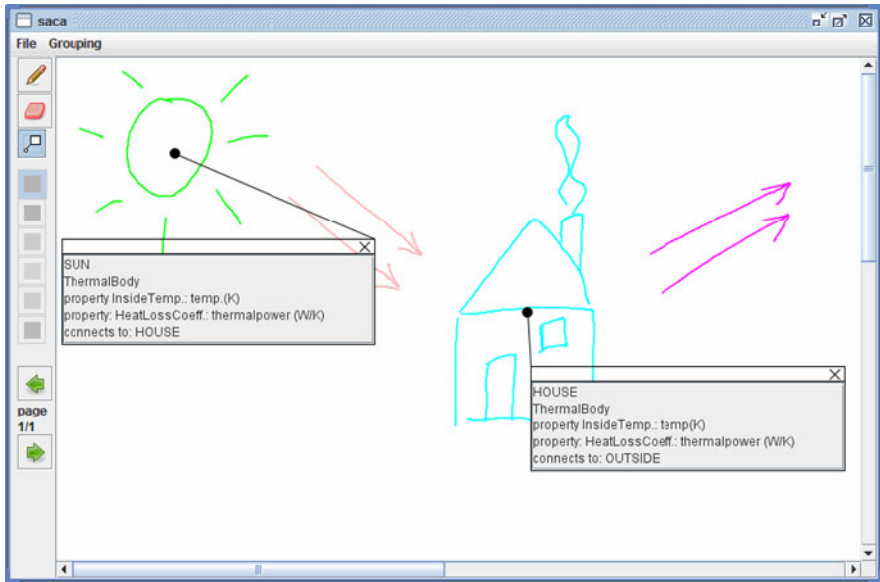 saca
File Grouping
page
1/1
SUN
ThermalBody
property InsideTemp.: temp.(K)
property: HeatLossCoeff.: thermalpower (W/K)
connects to: HOUSE
HOUSE
ThermalBody
property InsideTemp.: temp(K)
property: HeatLossCoeff.: thermalpower (W/K)
connects to: OUTSIDE